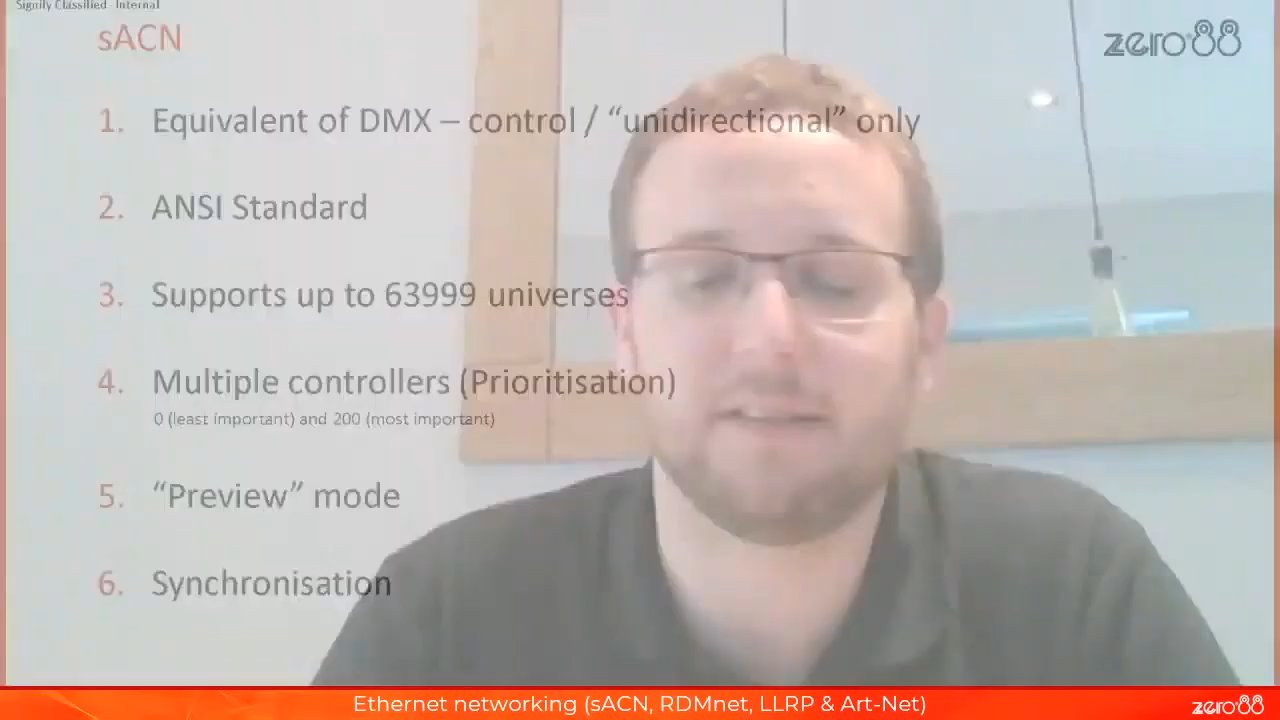 Signify Classified - Internal
sACN
zero88
1. Equivalent of DMX – control / “unidirectional” only
2. ANSI Standard
3. Supports up to 63999 universes
4. Multiple controllers (Prioritisation)
0 (least important) and 200 (most important)
5. “Preview” mode
6. Synchronisation
Ethernet networking (sACN, RDMnet, LLRP & Art-Net)
zero88